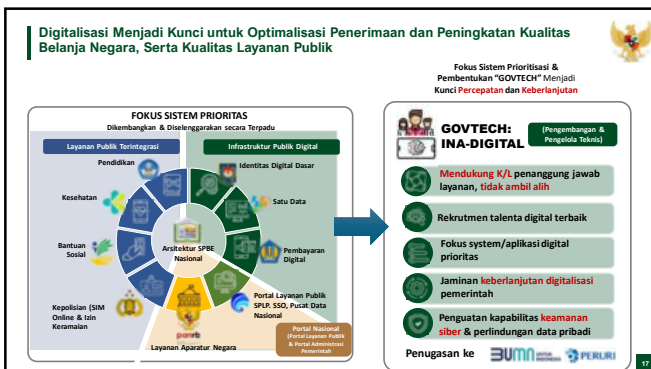 Digitalisasi Menjadi Kunci untuk Optimalisasi Penerimaan dan Peningkatan Kualitas
Belanja Negara, Serta Kualitas Layanan Publik
Fokus Sistem Prioritisasi &
Pembentukan “GOVTECH” Menjadi
Kunci Percepatan dan Keberlanjutan
FOKUS SISTEM PRIORITAS
Dikembangkan & Diselenggarakan secara Terpadu
Layanan Publik Terintegrasi
Infrastruktur Publik Digital
Pendidikan
Kesehatan
Bantuan
Sosial
Kepolisian (SIM
Online & Izin
Keramaian
Identitas Digital Dasar
Satu Data
Pembayaran
Digital
Arsitektur SPBE
Nasional
Portal Layanan Publik
SPLP. SSO, Pusat Data
Nasional
panrb
Layanan Aparatur Negara
Portal Nasional
(Portal Layanan Publik
& Portal Administrasi
Pemerintah
GOVTECH:
INA-DIGITAL
(Pengembangan &
Pengelola Teknis)
Mendukung K/L penanggung jawab
layanan, tidak ambil alih
Rekrutmen talenta digital terbaik
Fokus system/aplikasi digital
prioritas
Jaminan keberlanjutan digitalisasi
pemerintah
Penguatan kapabilitas keamanan
siber & perlindungan data pribadi
Penugasan ke
BUMN UNTUK INDONESIA
PERURI
17